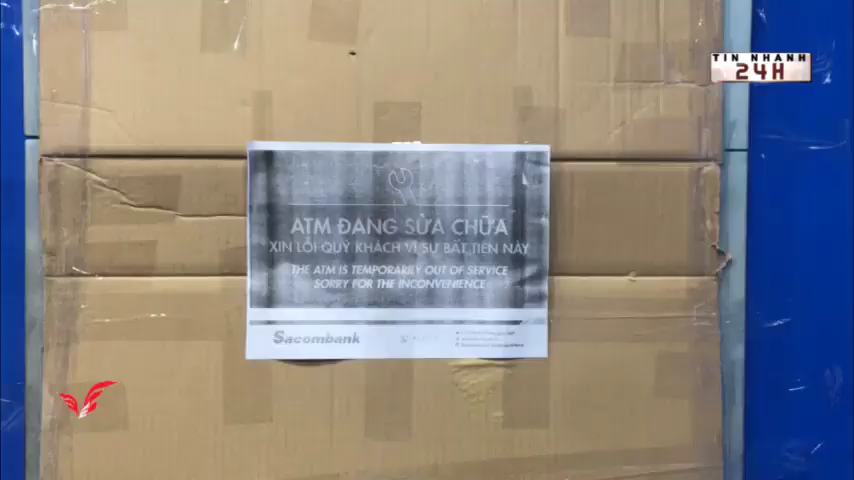 TIN NHANH
24H
ATM ĐANG SỬA CHỮA
XIN LỖI QUÝ KHÁCH VÌ SỰ BẤT TIỆN NÀY
THE ATM IS TEMPORARILY OUT OF SERVICE
SORRY FOR THE INCONVENIENCE
Sacombank